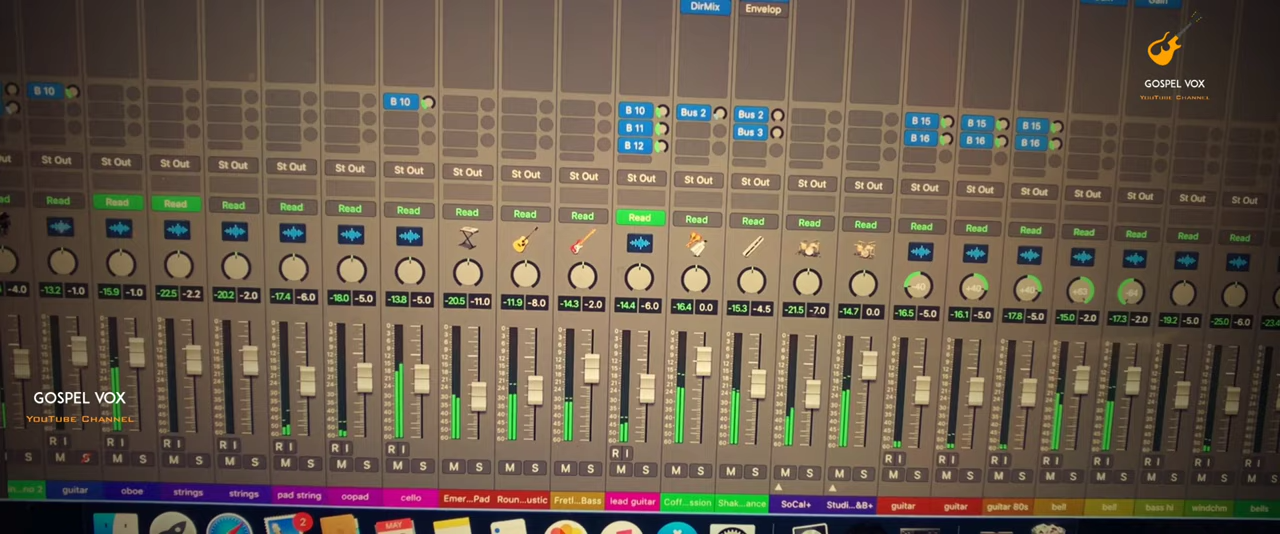 DirMix Envelop
GOSPEL VOX
YouTube Channel
B 10 B 10 B 10 Bus 2 Bus 2 B 15 B 15 B 15
B 11 Bus 3 B 16 B 16 B 16
B 12
St Out St Out St Out St Out St Out St Out St Out St Out St Out St Out St Out St Out St Out St Out St Out St Out St Out St Out St Out St Out St Out St Out
Read Read Read Read Read Read Read Read Read Read Read Read Read Read Read Read Read Read Read Read Read Read
-40 +40 +40 +63 -64
-4.0 -13.2 -1.0 -15.9 -1.0 -22.5 -2.2 -20.2 -2.0 -17.4 -6.0 -18.0 -5.0 -13.8 -5.0 -20.5 -11.0 -11.9 -8.0 -14.3 -2.0 -14.4 -6.0 -16.4 0.0 -15.3 -4.5 -21.5 -7.0 -14.7 0.0 -16.5 -5.0 -16.1 -5.0 -17.8 -5.0 -15.0 -2.0 -17.3 -2.0 -19.2 -5.0 -25.0 -6.0
GOSPEL VOX
YouTube Channel
R I R I R I R I R I R I R I R I R I R I R I R I R I R I R I R I
S M S M S M S M S M S M S M S M S M S M S M S M S M S M S M S M S M S M S M S M S M S M S M
...no 2 guitar oboe strings strings pad string oopad cello Emer...Pad Roun...ustic Fretl...Bass lead guitar Coff...ssion Shak...ance SoCal+ Studi...&B+ guitar guitar guitar 80s bell bell bass hi windchm bells
2
MAY